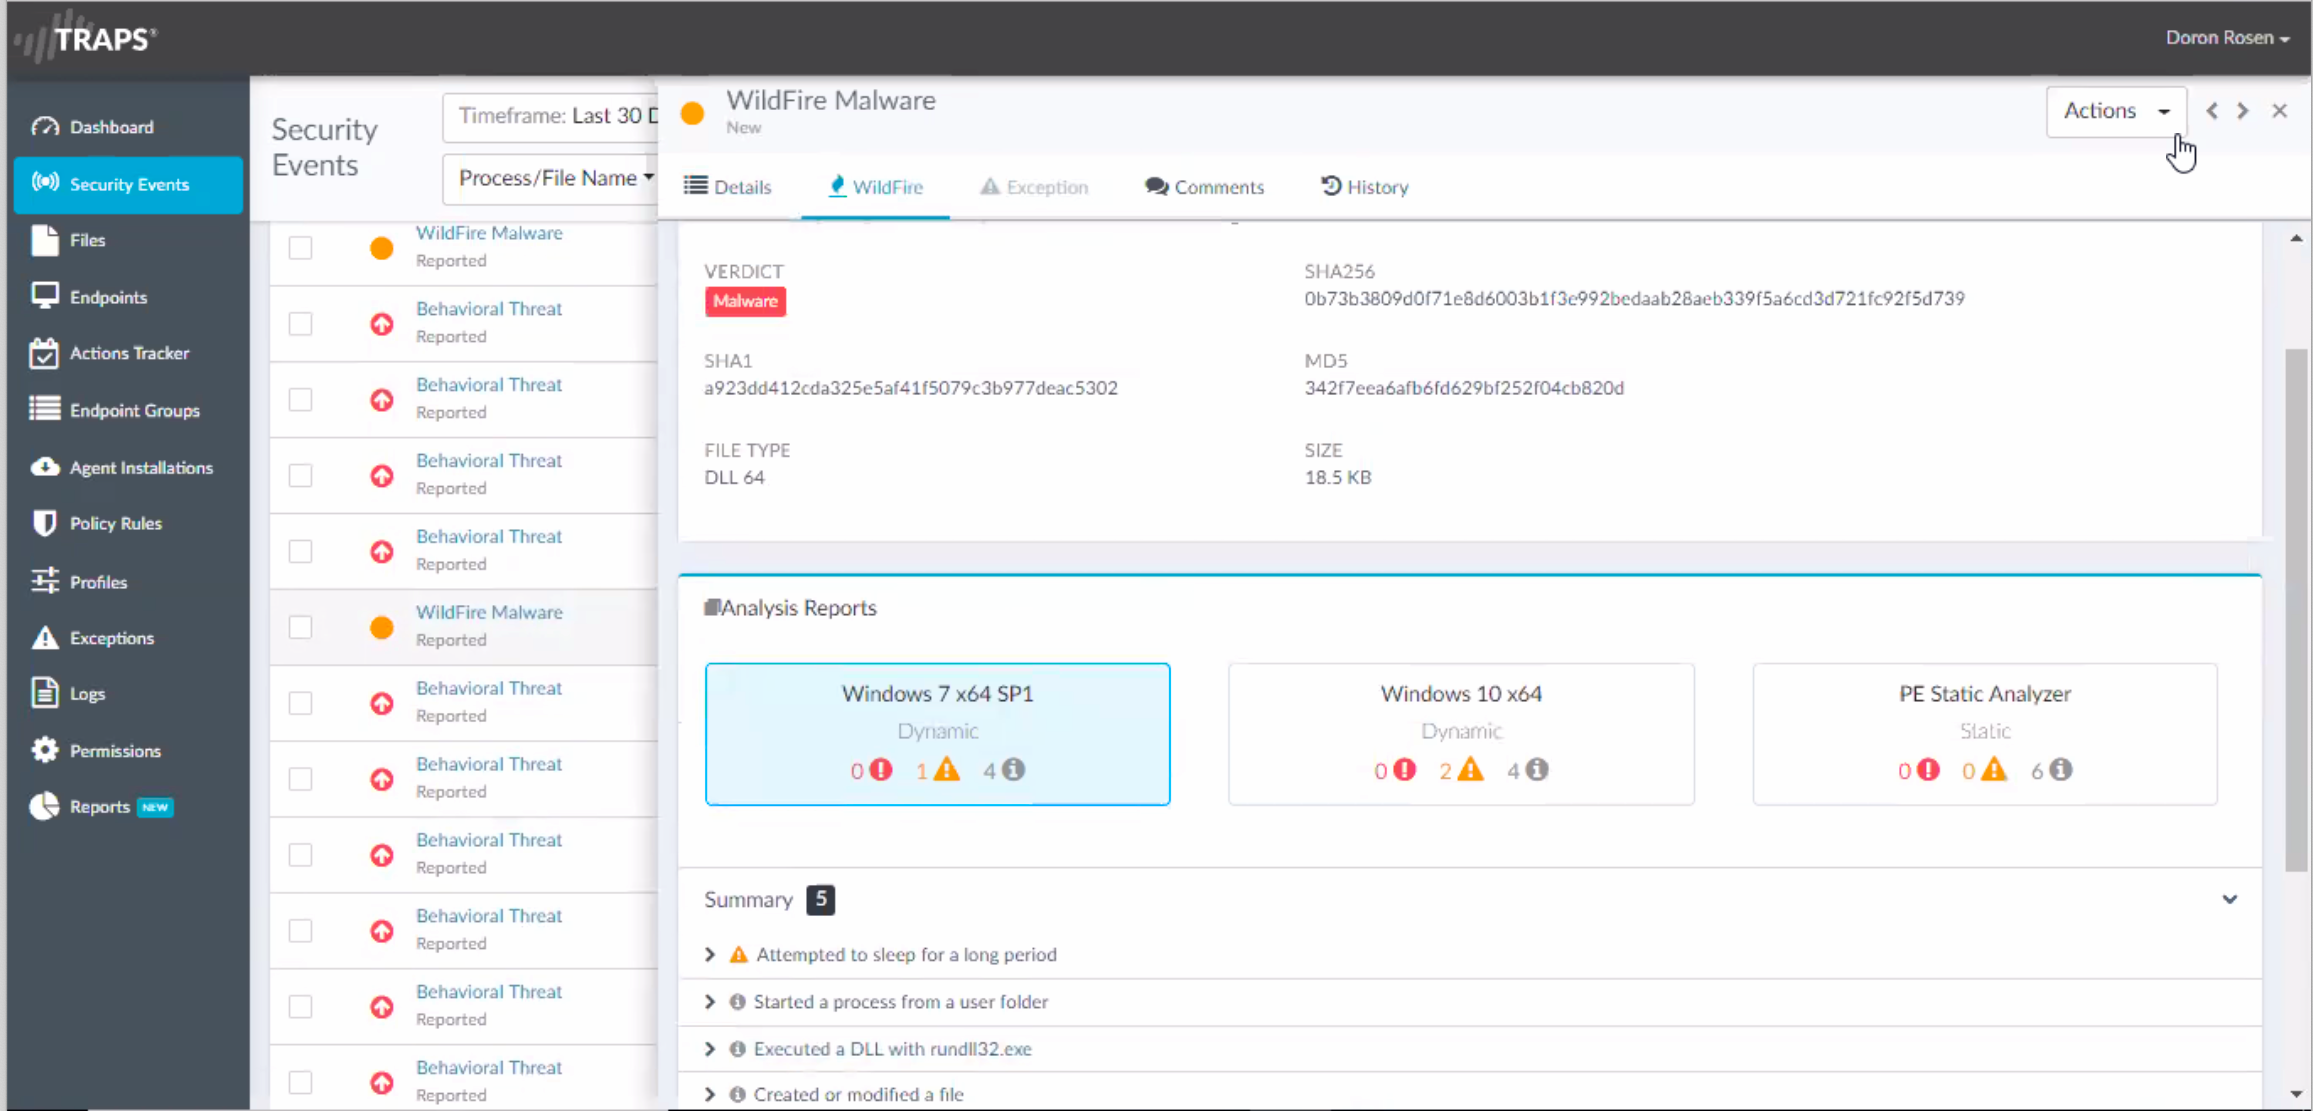 TRAPS®
Doron Rosen
Dashboard
Security Events
Files
Endpoints
Actions Tracker
Endpoint Groups
Agent Installations
Policy Rules
Profiles
Exceptions
Logs
Permissions
Reports NEW
Security
Events
Timeframe: Last 30 D
Process/File Name
WildFire Malware
Reported
Behavioral Threat
Reported
Behavioral Threat
Reported
Behavioral Threat
Reported
Behavioral Threat
Reported
WildFire Malware
Reported
Behavioral Threat
Reported
Behavioral Threat
Reported
Behavioral Threat
Reported
Behavioral Threat
Reported
Behavioral Threat
Reported
Behavioral Threat
Reported
WildFire Malware
New
Actions
Details
WildFire
Exception
Comments
History
VERDICT
Malware
SHA256
0b73b3809d0f71e8d6003b1f3e992bedaab28aeb339f5a6cd3d721fc92f5d739
SHA1
a923dd412cda325e5af41f5079c3b977deac5302
MD5
342f7eea6afb6fd629bf252f04cb820d
FILE TYPE
DLL 64
SIZE
18.5 KB
Analysis Reports
Windows 7 x64 SP1
Dynamic
0 1 4
Windows 10 x64
Dynamic
0 2 4
PE Static Analyzer
Static
0 0 6
Summary 5
Attempted to sleep for a long period
Started a process from a user folder
Executed a DLL with rundll32.exe
Created or modified a file